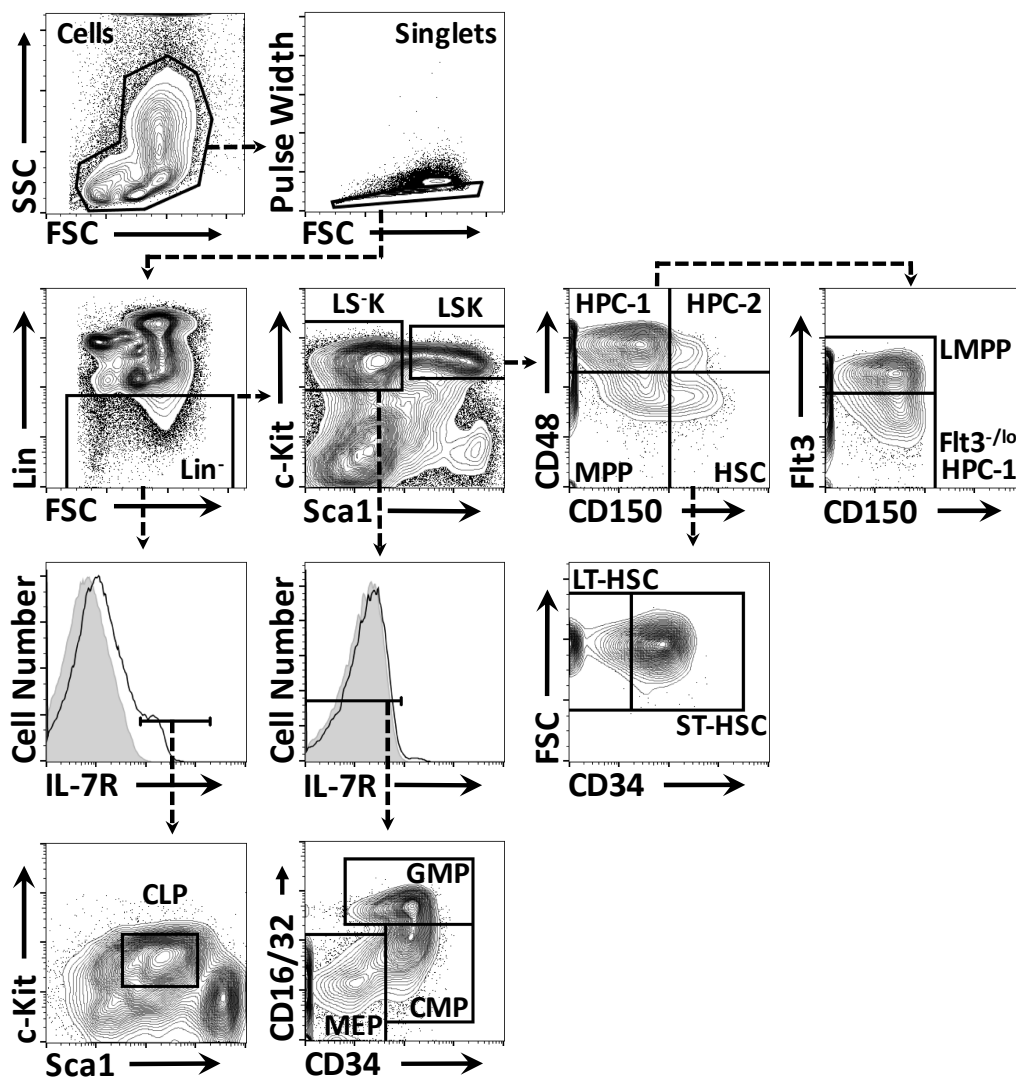 Cells
SSC
FSC
Singlets
Pulse Width
FSC
Lin
Lin⁻
FSC
LS⁻K
LSK
c-Kit
Sca1
HPC-1
HPC-2
CD48
MPP
HSC
CD150
Flt3
LMPP
Flt3⁻/lo
HPC-1
CD150
Cell Number
IL-7R
Cell Number
IL-7R
LT-HSC
FSC
ST-HSC
CD34
c-Kit
CLP
Sca1
CD16/32
GMP
CMP
MEP
CD34